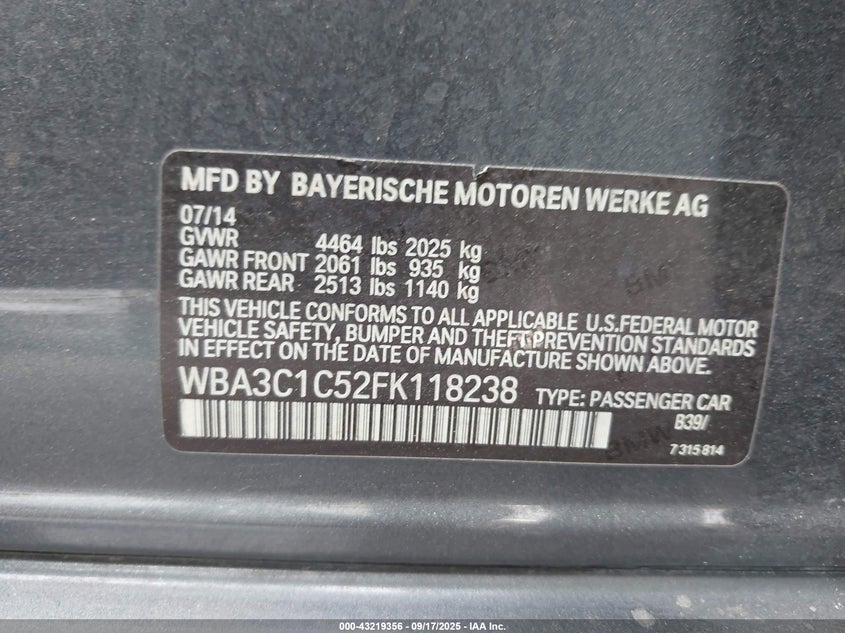 MFD BY BAYERISCHE MOTOREN WERKE AG
07/14
GVWR 4464 lbs 2025 kg
GAWR FRONT 2061 lbs 935 kg
GAWR REAR 2513 lbs 1140 kg
THIS VEHICLE CONFORMS TO ALL APPLICABLE U.S.FEDERAL MOTOR
VEHICLE SAFETY, BUMPER AND THEFT PREVENTION STANDARDS
IN EFFECT ON THE DATE OF MANUFACTURE SHOWN ABOVE.
WBA3C1C52FK118238 TYPE: PASSENGER CAR
B39/
7 315 814
BMW
BMW
000-43219356 - 09/17/2025 - IAA Inc.